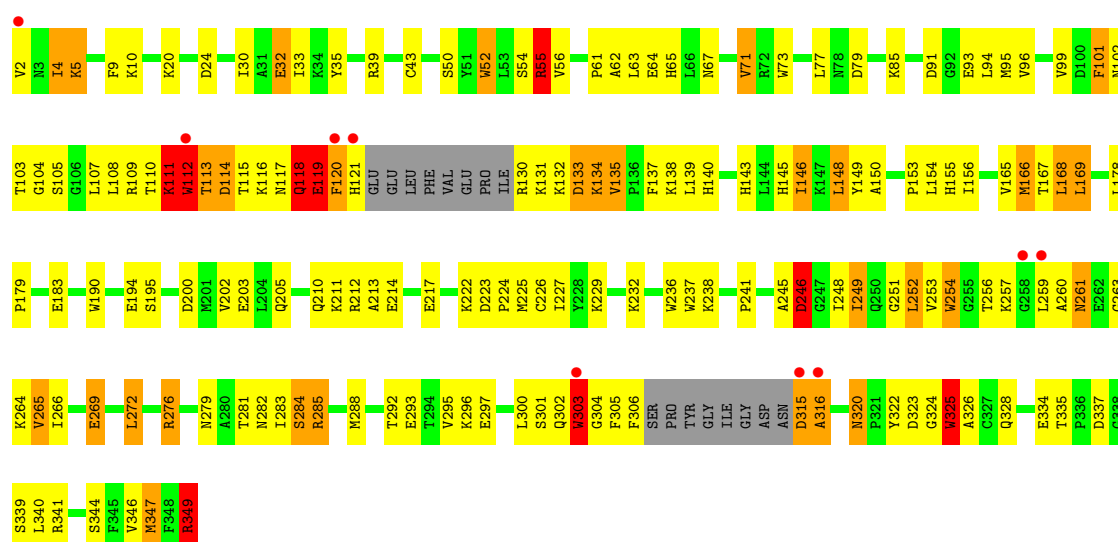 V2 N3 I4 K5 F9 K10 K20 D24 I30 A31 E32 I33 K34 Y35 R39 C43 S50 Y51 W52 L53 S54 R55 V56 P61 A62 L63 E64 H65 L66 N67 V71 R72 W73 L77 N78 D79 K85 D91 G92 E93 L94 M95 V96 V99 D100 F101 N102
T103 G104 S105 G106 L107 L108 R109 T110 K111 W112 T113 D114 T115 K116 N117 Q118 E119 F120 H121 GLU GLU LEU PHE VAL GLU PRO ILE R130 K131 K132 D133 K134 V135 P136 F137 K138 L139 H140 H143 L144 H145 I146 K147 L148 Y149 A150 P153 L154 H155 I156 V165 M166 T167 L168 L169 L178
P179 E183 W190 E194 S195 D200 M201 V202 E203 L204 Q205 Q210 K211 R212 A213 E214 E217 K222 D223 P224 M225 C226 I227 Y228 K229 K232 W236 W237 K238 P241 A245 D246 G247 I248 I249 Q250 G251 L252 V253 W254 G255 T256 K257 G258 L259 A260 N261 E262 C263
K264 V265 I266 E269 L272 R276 N279 A280 T281 N282 I283 S284 R285 M288 T292 E293 T294 V295 K296 E297 L300 S301 Q302 W303 G304 F305 F306 SER PRO TYR GLY ILE GLY ASP ASN D315 A316 N320 P321 Y322 D323 G324 W325 A326 C327 Q328 E334 T335 P336 D337
S339 L340 R341 S344 F345 V346 M347 F348 R349